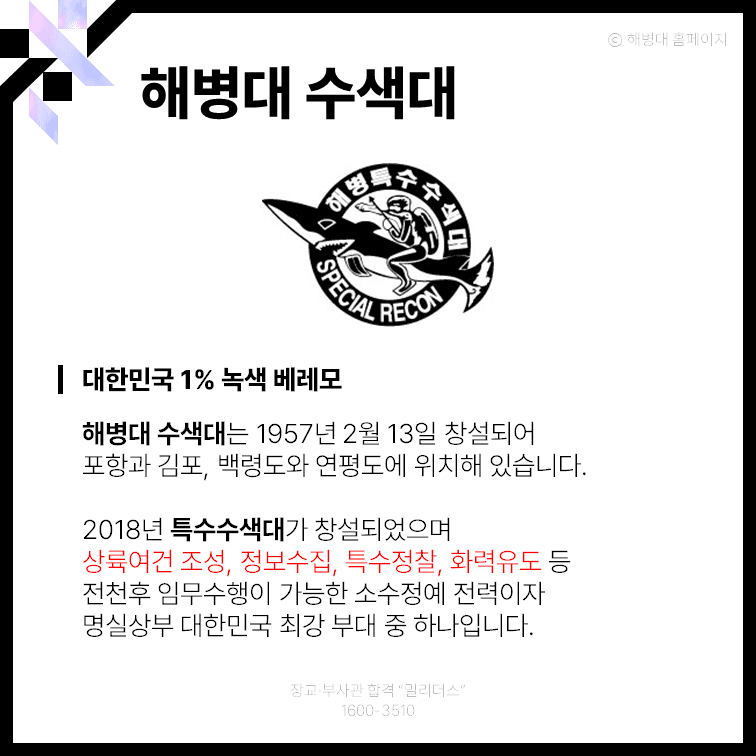 ⓒ 해병대 홈페이지
해병대 수색대
해병특수수색대
SPECIAL RECON
대한민국 1% 녹색 베레모
해병대 수색대는 1957년 2월 13일 창설되어
포항과 김포, 백령도와 연평도에 위치해 있습니다.
2018년 특수수색대가 창설되었으며
상륙여건 조성, 정보수집, 특수정찰, 화력유도 등
전천후 임무수행이 가능한 소수정예 전력이자
명실상부 대한민국 최강 부대 중 하나입니다.
장교·부사관 합격 “밀리더스”
1600-3510